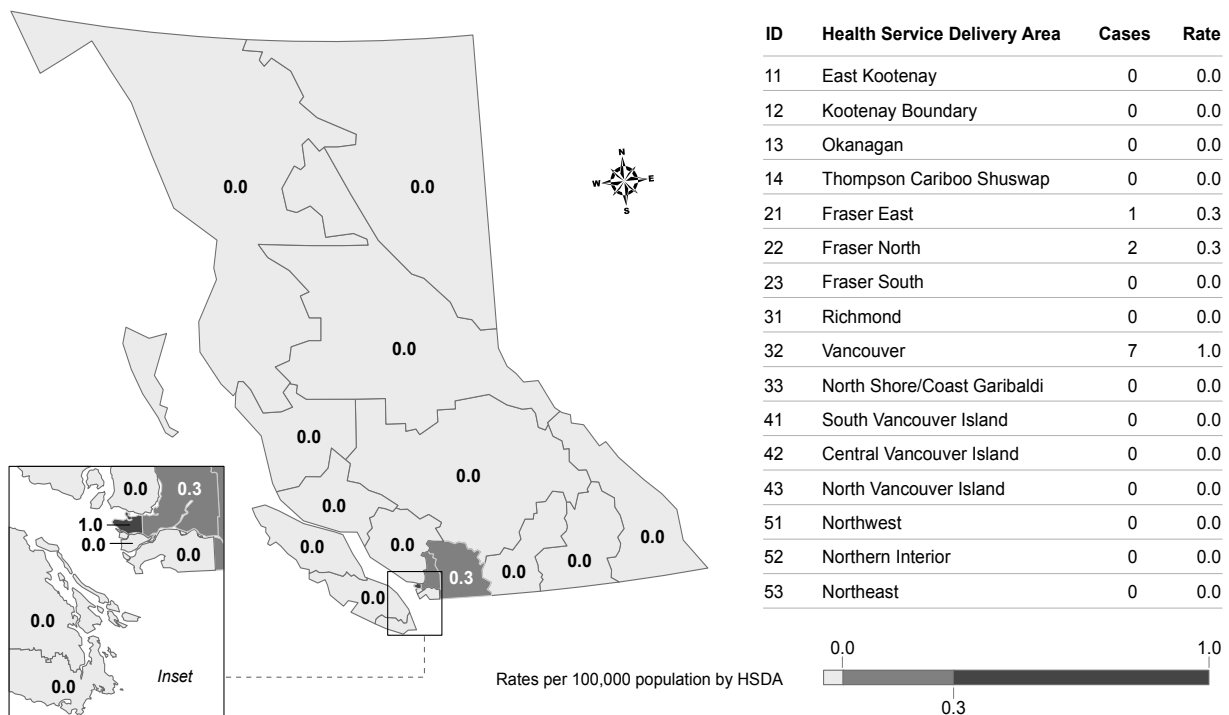 N
W E
S
0.0
0.0
0.0
0.0
0.0
0.0
0.0
0.0
0.0
0.3
0.0
0.0
0.0
0.0
0.3
1.0
0.0
0.0
0.0
0.0
Inset
ID Health Service Delivery Area Cases Rate
11 East Kootenay 0 0.0
12 Kootenay Boundary 0 0.0
13 Okanagan 0 0.0
14 Thompson Cariboo Shuswap 0 0.0
21 Fraser East 1 0.3
22 Fraser North 2 0.3
23 Fraser South 0 0.0
31 Richmond 0 0.0
32 Vancouver 7 1.0
33 North Shore/Coast Garibaldi 0 0.0
41 South Vancouver Island 0 0.0
42 Central Vancouver Island 0 0.0
43 North Vancouver Island 0 0.0
51 Northwest 0 0.0
52 Northern Interior 0 0.0
53 Northeast 0 0.0
Rates per 100,000 population by HSDA
0.0 1.0
0.3